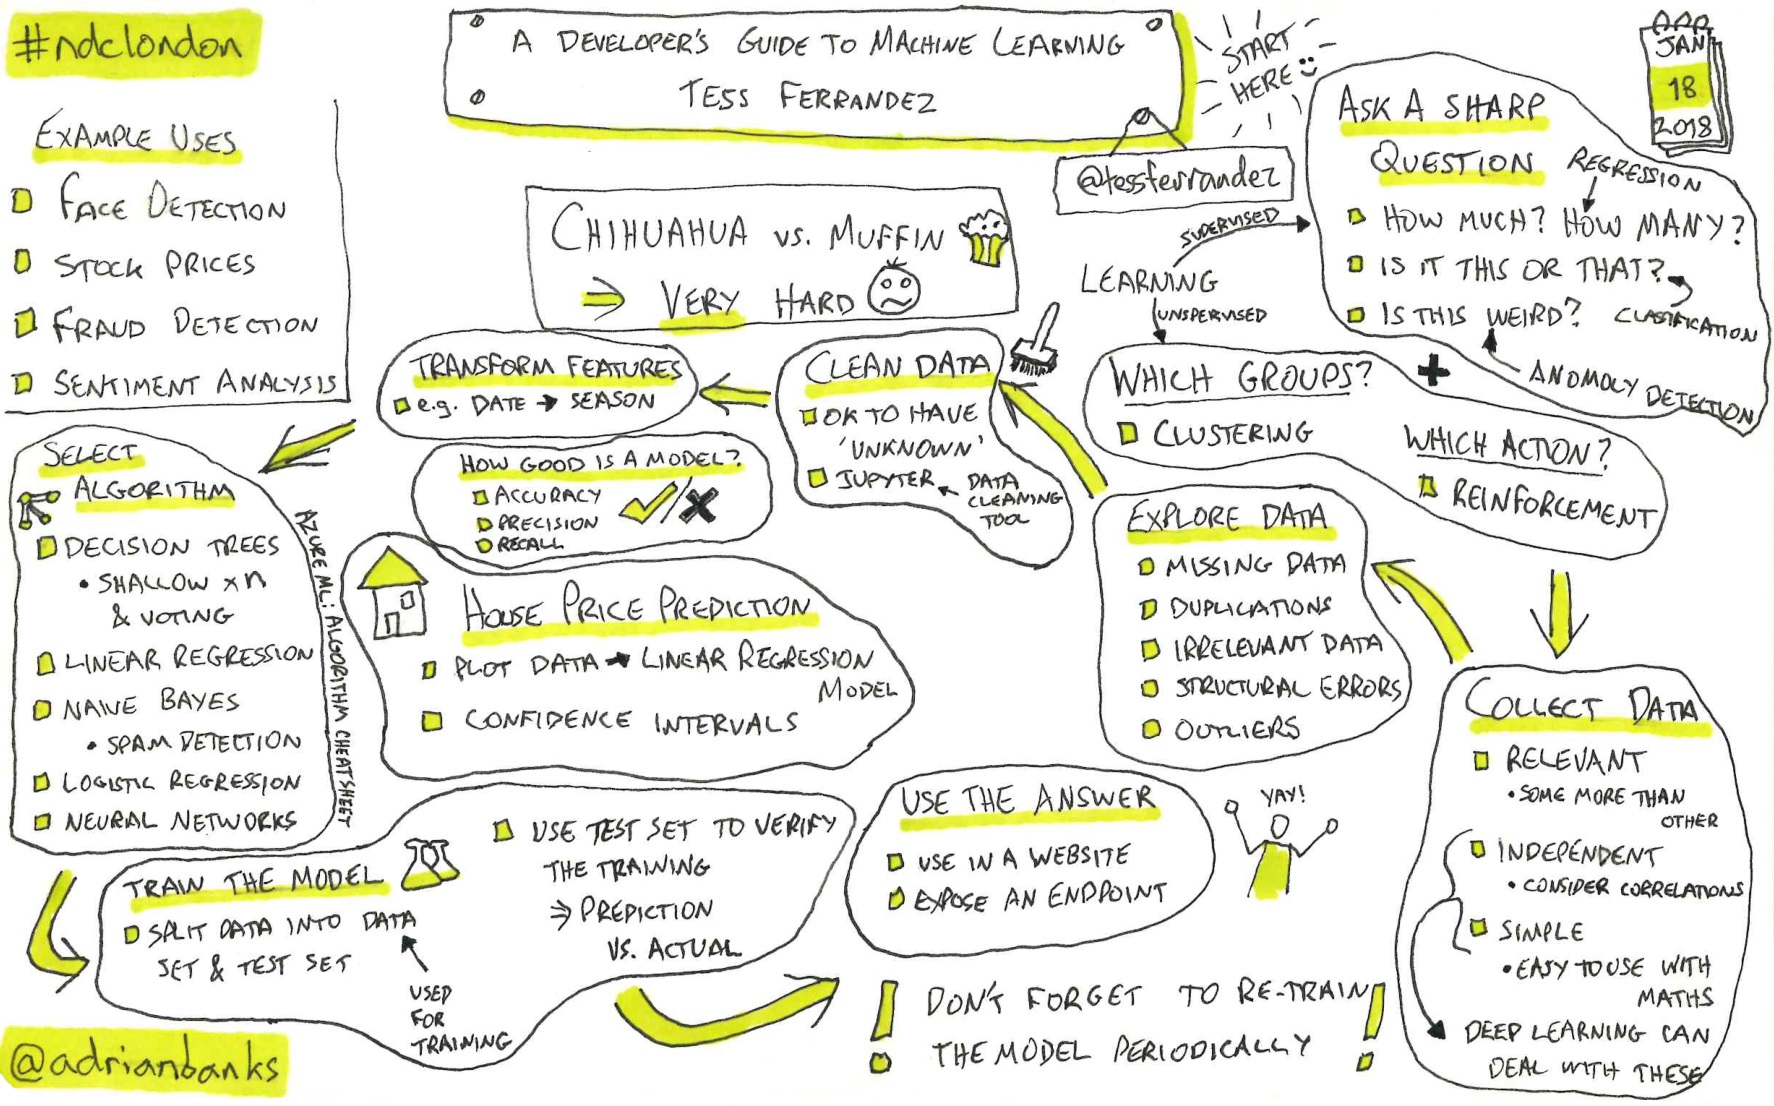 #ndclondon
A DEVELOPER'S GUIDE TO MACHINE LEARNING
TESS FERRANDEZ
@tessferrandez
START
HERE
JAN
18
2018
EXAMPLE USES
FACE DETECTION
STOCK PRICES
FRAUD DETECTION
SENTIMENT ANALYSIS
CHIHUAHUA VS. MUFFIN
⇒ VERY HARD
ASK A SHARP
QUESTION
REGRESSION
HOW MUCH? HOW MANY?
IS IT THIS OR THAT?
IS THIS WEIRD?
CLASSIFICATION
ANOMOLY DETECTION
LEARNING
SUPERVISED
UNSPERVISED
WHICH GROUPS?
CLUSTERING
+
WHICH ACTION?
REINFORCEMENT
COLLECT DATA
RELEVANT
• SOME MORE THAN
OTHER
INDEPENDENT
• CONSIDER CORRELATIONS
SIMPLE
• EASY TO USE WITH
MATHS
DEEP LEARNING CAN
DEAL WITH THESE
EXPLORE DATA
MISSING DATA
DUPLICATIONS
IRRELEVANT DATA
STRUCTURAL ERRORS
OUTLIERS
CLEAN DATA
OK TO HAVE
'UNKNOWN'
JUPYTER ← DATA
CLEANING
TOOL
TRANSFORM FEATURES
e.g. DATE → SEASON
HOW GOOD IS A MODEL?
ACCURACY
PRECISION
RECALL
HOUSE PRICE PREDICTION
PLOT DATA → LINEAR REGRESSION
MODEL
CONFIDENCE INTERVALS
SELECT
ALGORITHM
DECISION TREES
• SHALLOW x n
& VOTING
LINEAR REGRESSION
NAIVE BAYES
• SPAM DETECTION
LOGISTIC REGRESSION
NEURAL NETWORKS
AZURE ML: ALGORITHM CHEATSHEET
TRAIN THE MODEL
SPLIT DATA INTO DATA
SET & TEST SET
USED
FOR
TRAINING
USE TEST SET TO VERIFY
THE TRAINING
⇒ PREDICTION
VS. ACTUAL
USE THE ANSWER
USE IN A WEBSITE
EXPOSE AN ENDPOINT
YAY!
! DON'T FORGET TO RE-TRAIN !
THE MODEL PERIODICALLY
@adrianbanks